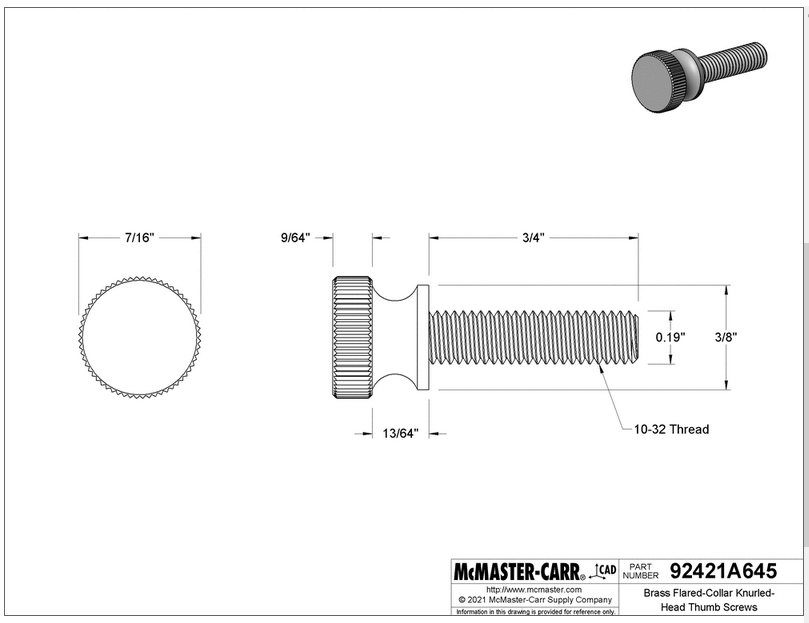 7/16"
9/64"
3/4"
0.19"
3/8"
13/64"
10-32 Thread
McMASTER-CARR® CAD
http://www.mcmaster.com
© 2021 McMaster-Carr Supply Company
Information in this drawing is provided for reference only.
PART
NUMBER
92421A645
Brass Flared-Collar Knurled-
Head Thumb Screws